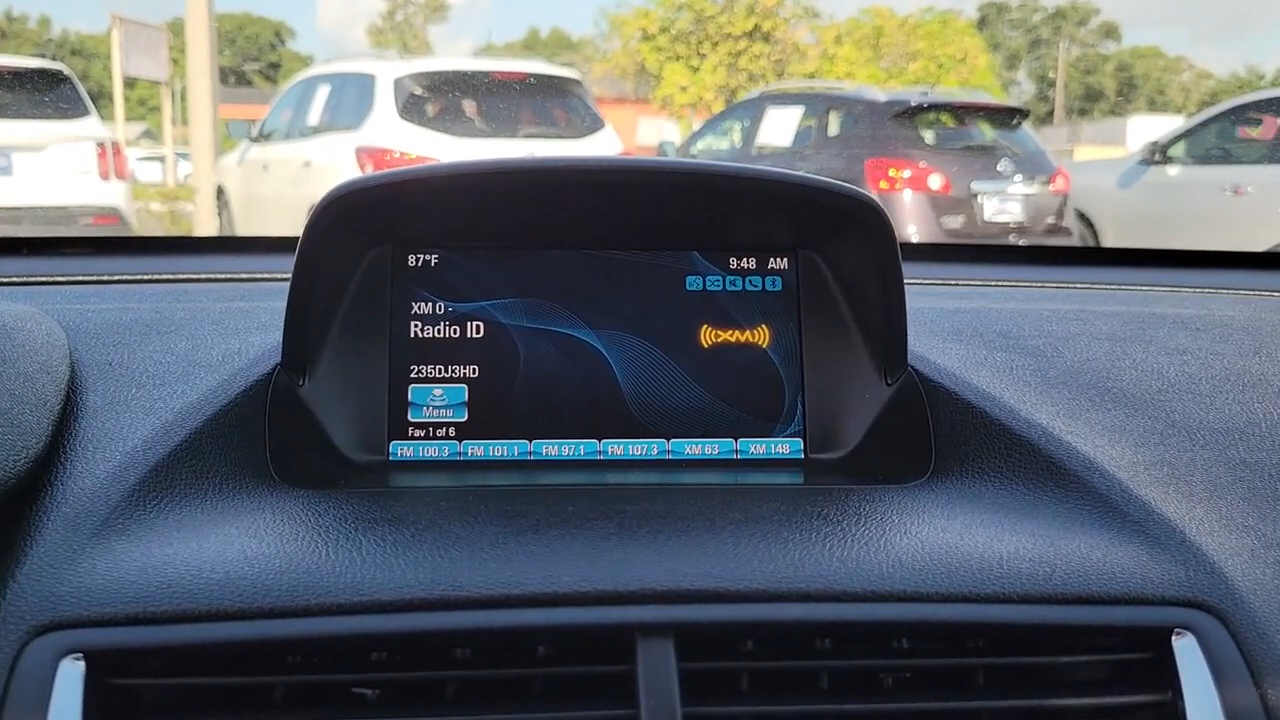 87°F
9:48 AM
XM 0 -
Radio ID
((XM))
235DJ3HD
Menu
Fav 1 of 6
FM 100.3
FM 101.1
FM 97.1
FM 107.3
XM 63
XM 148